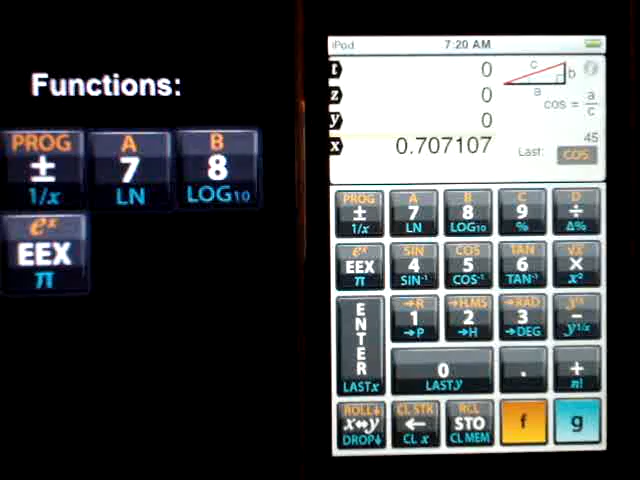 Functions:
PROG A B
± 7 8
1/x LN LOG10
eˣ
EEX
π
iPod 7:20 AM
t 0
z 0
y 0
x 0.707107
c b a
cos = a/c
45
Last: COS
PROG A B C D
± 7 8 9 ÷
1/x LN LOG10 % Δ%
eˣ SIN COS TAN √x
EEX 4 5 6 ×
π SIN⁻¹ COS⁻¹ TAN⁻¹ x²
→R →H.MS →RAD
ENTER 1 2 3 −
→P →H →DEG y¹/ˣ
0 . +
LASTx LASTy n!
ROLL↓ CL STK RCL
x↔y ← STO f g
DROP↓ CL x CL MEM